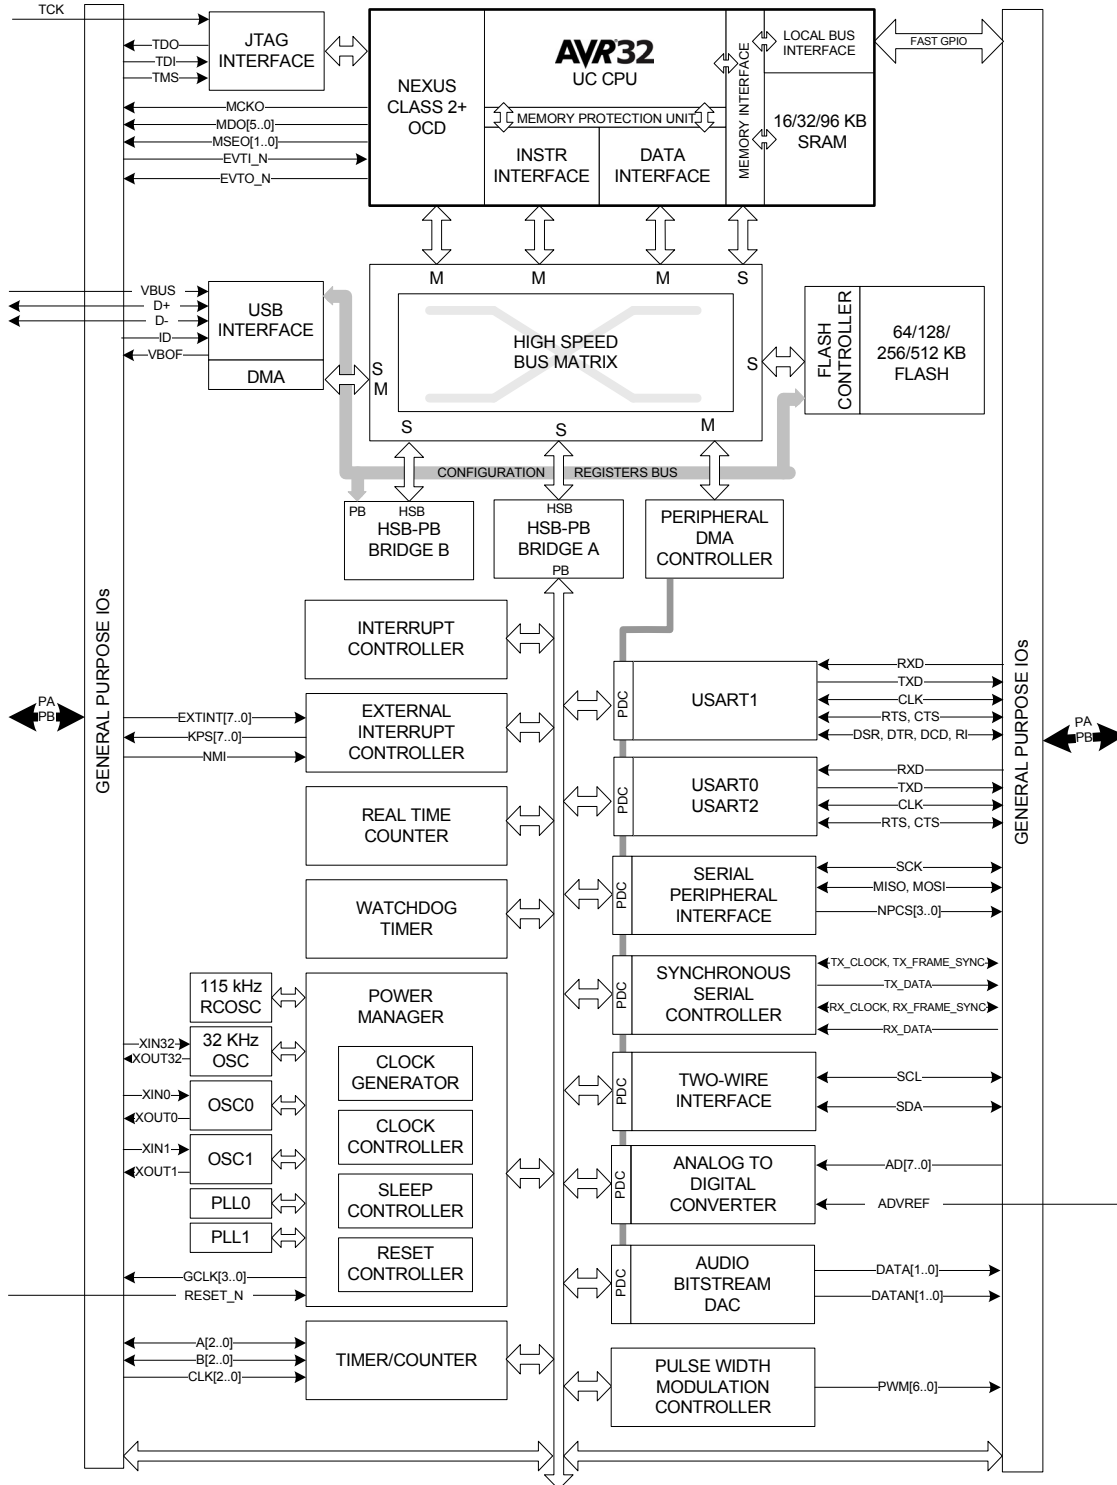 TCK
JTAG
INTERFACE
TDO
TDI
TMS
MCKO
MDO[5..0]
MSEO[1..0]
EVTI_N
EVTO_N
NEXUS
CLASS 2+
OCD
AVR32
UC CPU
MEMORY PROTECTION UNIT
INSTR
INTERFACE
DATA
INTERFACE
MEMORY INTERFACE
LOCAL BUS
INTERFACE
16/32/96 KB
SRAM
FAST GPIO
M
M
M
S
VBUS
D+
D-
ID
VBOF
USB
INTERFACE
DMA
S
M
HIGH SPEED
BUS MATRIX
S
FLASH
CONTROLLER
64/128/
256/512 KB
FLASH
S
S
M
CONFIGURATION REGISTERS BUS
PB HSB
HSB-PB
BRIDGE B
HSB
HSB-PB
BRIDGE A
PB
PERIPHERAL
DMA
CONTROLLER
GENERAL PURPOSE IOs
PA
PB
INTERRUPT
CONTROLLER
EXTINT[7..0]
KPS[7..0]
NMI
EXTERNAL
INTERRUPT
CONTROLLER
REAL TIME
COUNTER
WATCHDOG
TIMER
115 kHz
RCOSC
XIN32
XOUT32
32 KHz
OSC
XIN0
XOUT0
OSC0
XIN1
XOUT1
OSC1
PLL0
PLL1
GCLK[3..0]
RESET_N
POWER
MANAGER
CLOCK
GENERATOR
CLOCK
CONTROLLER
SLEEP
CONTROLLER
RESET
CONTROLLER
A[2..0]
B[2..0]
CLK[2..0]
TIMER/COUNTER
PDC
USART1
RXD
TXD
CLK
RTS, CTS
DSR, DTR, DCD, RI
PDC
USART0
USART2
RXD
TXD
CLK
RTS, CTS
PDC
SERIAL
PERIPHERAL
INTERFACE
SCK
MISO, MOSI
NPCS[3..0]
PDC
SYNCHRONOUS
SERIAL
CONTROLLER
TX_CLOCK, TX_FRAME_SYNC
TX_DATA
RX_CLOCK, RX_FRAME_SYNC
RX_DATA
PDC
TWO-WIRE
INTERFACE
SCL
SDA
PDC
ANALOG TO
DIGITAL
CONVERTER
AD[7..0]
ADVREF
PDC
AUDIO
BITSTREAM
DAC
DATA[1..0]
DATAN[1..0]
PULSE WIDTH
MODULATION
CONTROLLER
PWM[6..0]
GENERAL PURPOSE IOs
PA
PB